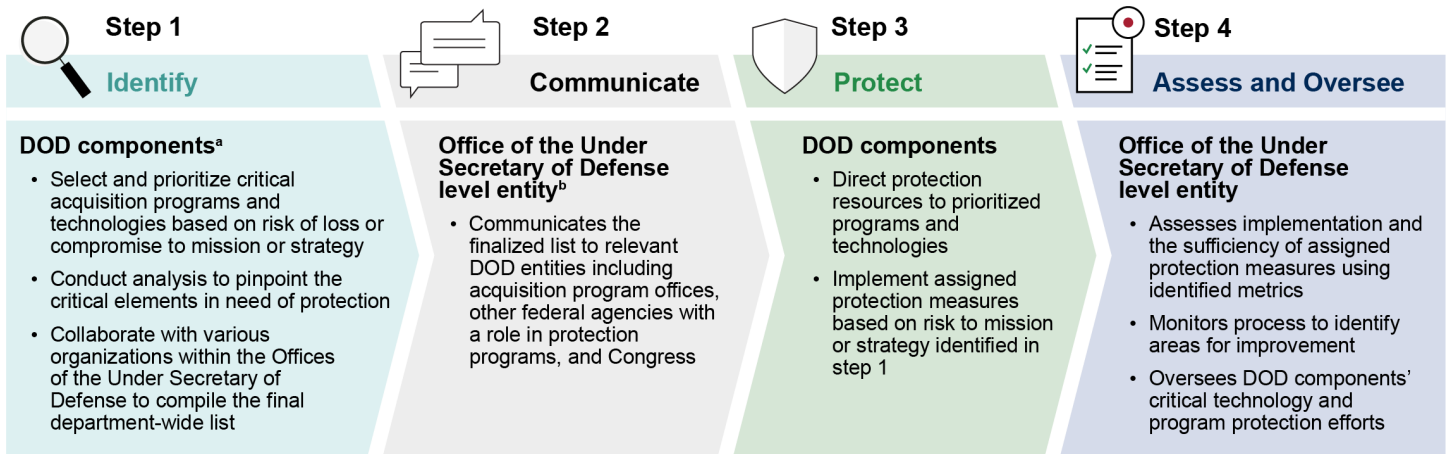 Step 1
Identify
DOD componentsᵃ
• Select and prioritize critical
acquisition programs and
technologies based on risk of loss or
compromise to mission or strategy
• Conduct analysis to pinpoint the
critical elements in need of protection
• Collaborate with various
organizations within the Offices
of the Under Secretary of
Defense to compile the final
department-wide list
Step 2
Communicate
Office of the Under
Secretary of Defense
level entityᵇ
• Communicates the
finalized list to relevant
DOD entities including
acquisition program offices,
other federal agencies with
a role in protection
programs, and Congress
Step 3
Protect
DOD components
• Direct protection
resources to prioritized
programs and
technologies
• Implement assigned
protection measures
based on risk to mission
or strategy identified in
step 1
Step 4
Assess and Oversee
Office of the Under
Secretary of Defense
level entity
• Assesses implementation and
the sufficiency of assigned
protection measures using
identified metrics
• Monitors process to identify
areas for improvement
• Oversees DOD components’
critical technology and
program protection efforts